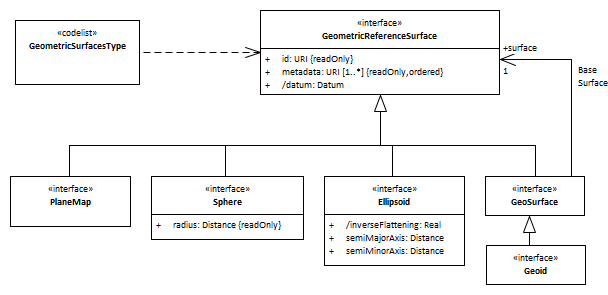 «codelist»
GeometricSurfacesType
«interface»
GeometricReferenceSurface
+ id: URI {readOnly}
+ metadata: URI [1..*] {readOnly,ordered}
+ /datum: Datum
+surface
1
Base
Surface
«interface»
PlaneMap
«interface»
Sphere
+ radius: Distance {readOnly}
«interface»
Ellipsoid
+ /inverseFlattening: Real
+ semiMajorAxis: Distance
+ semiMinorAxis: Distance
«interface»
GeoSurface
«interface»
Geoid